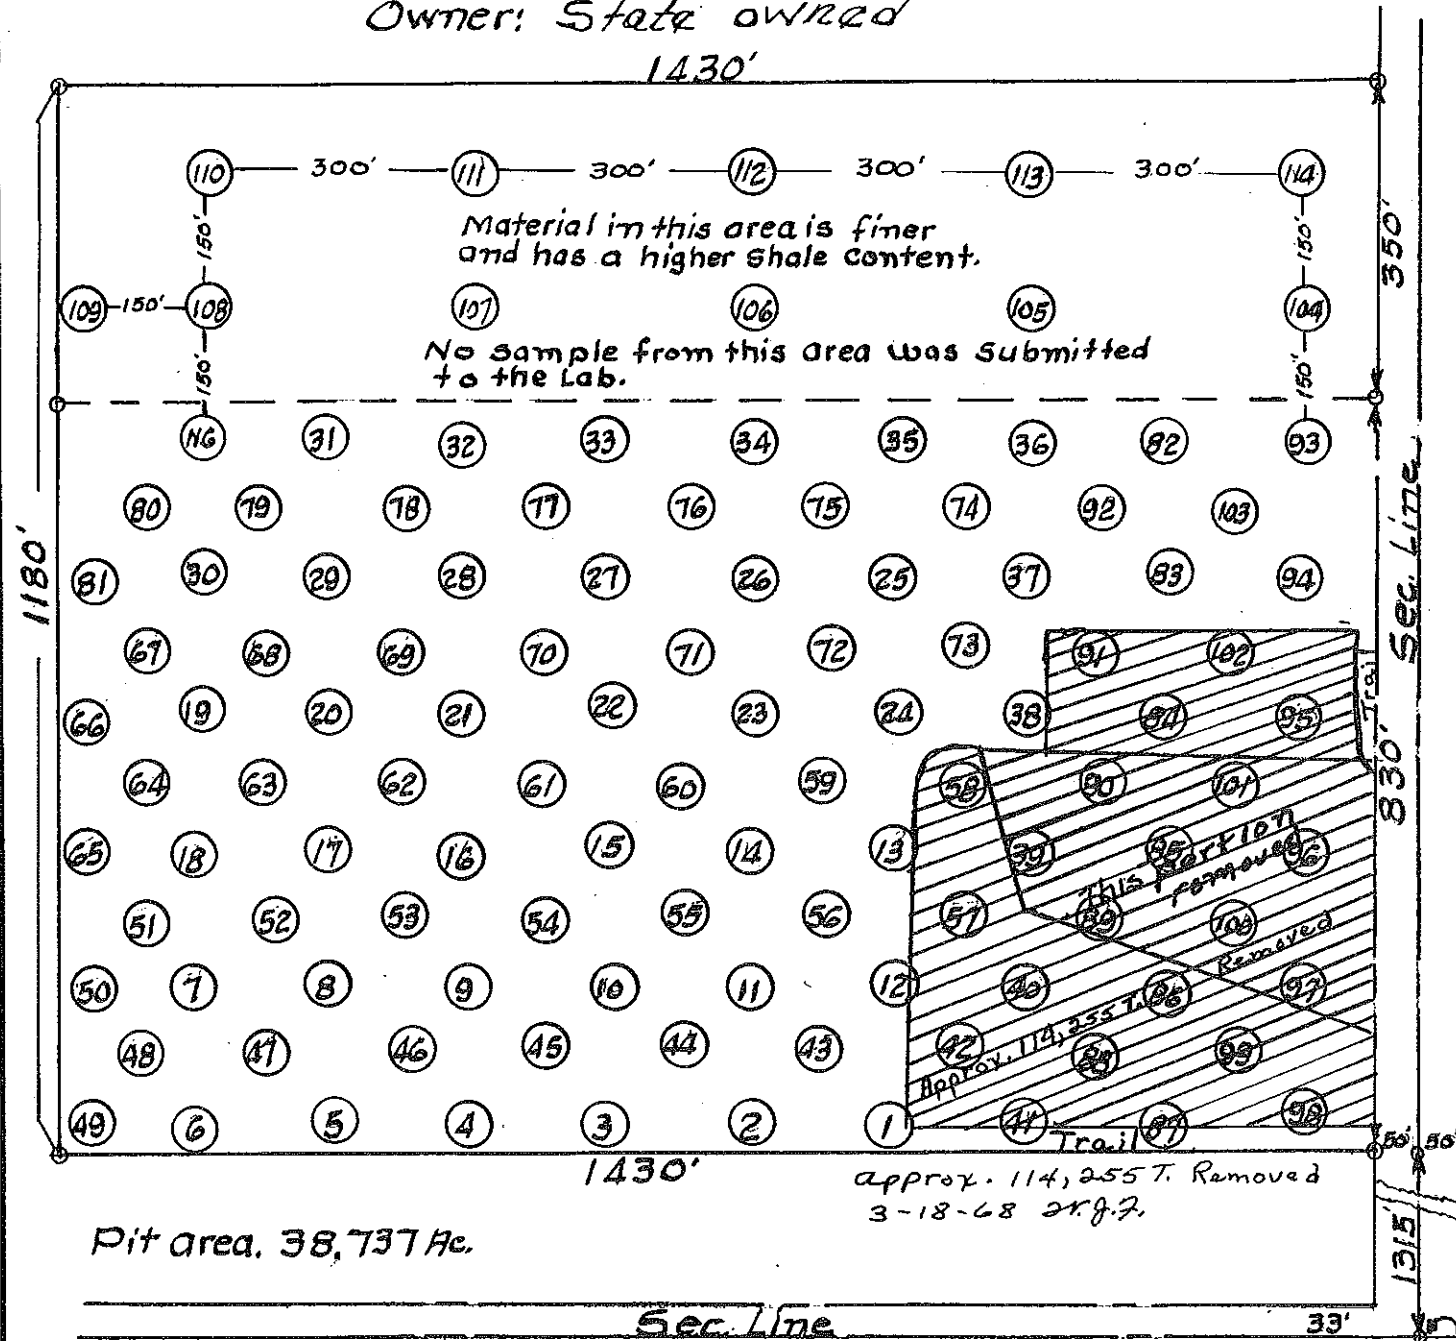 Owner: State owned
1430'
110 300' 111 300' 112 300' 113 300' 114
150' 150' 350'
Material in this area is finer
and has a higher shale content.
109 150' 108 107 106 105 104
No sample from this area was submitted
to the Lab.
150' 150'
NG 31 32 33 34 35 36 82 93
80 79 78 77 76 75 74 92 103
1180'
Sec. Line
81 30 29 28 27 26 25 37 83 94
67 68 69 70 71 72 73 91 102
Trail
66 19 20 21 22 23 24 38 84 95
830'
64 63 62 61 60 59 58 90 101
65 18 17 16 15 14 13 39 85 96
This portion
removed
51 52 53 54 55 56 57 89 100
50 7 8 9 10 11 12 40 86 97
Approx. 114,255 T. Removed
48 47 46 45 44 43 42 88 99
49 6 5 4 3 2 1 41 87 98
Trail
50' 50'
1430'
approx. 114,255 T. Removed
3-18-68
Pit area. 38.737 Ac.
1315'
Sec. Line
33'